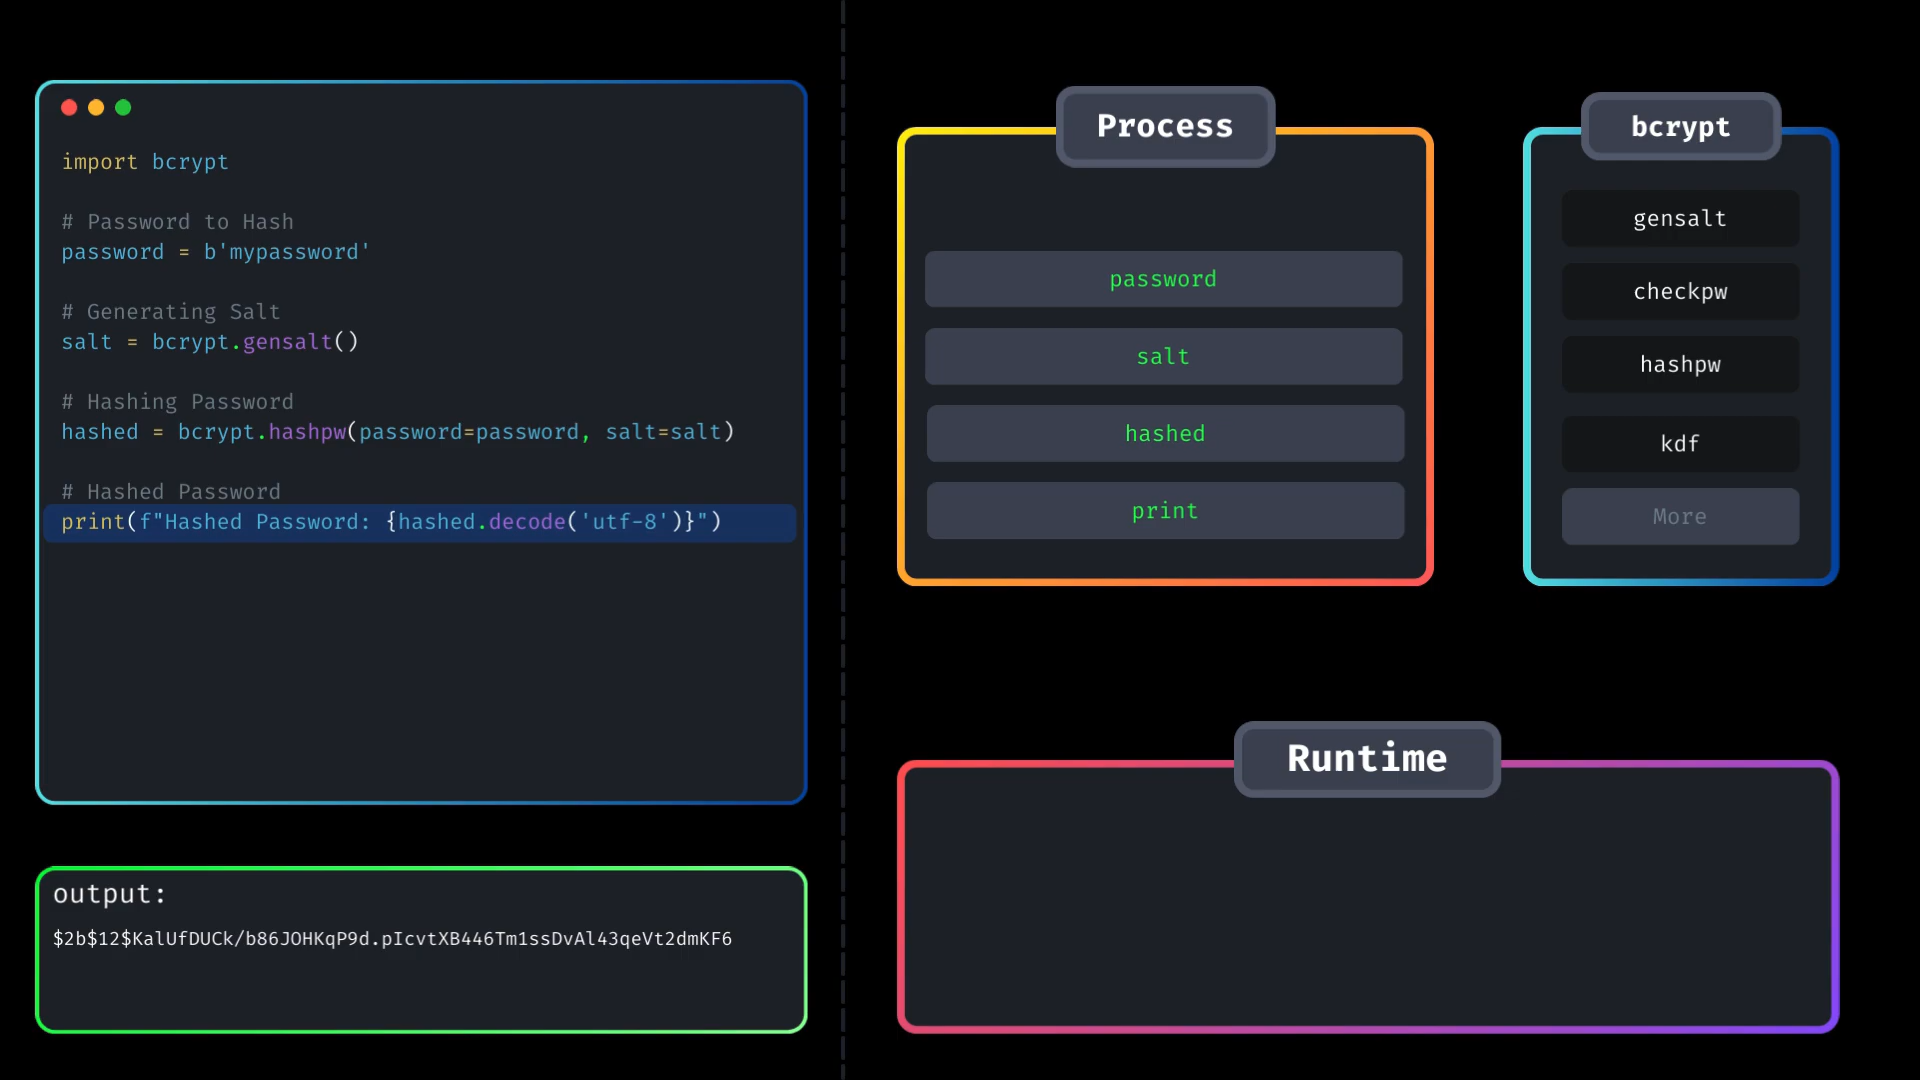 import bcrypt
# Password to Hash
password = b'mypassword'
# Generating Salt
salt = bcrypt.gensalt()
# Hashing Password
hashed = bcrypt.hashpw(password=password, salt=salt)
# Hashed Password
print(f"Hashed Password: {hashed.decode('utf-8')}")
output:
$2b$12$KalUfDUCk/b86JOHKqP9d.pIcvtXB446Tm1ssDvAl43qeVt2dmKF6
Process
password
salt
hashed
print
bcrypt
gensalt
checkpw
hashpw
kdf
More
Runtime